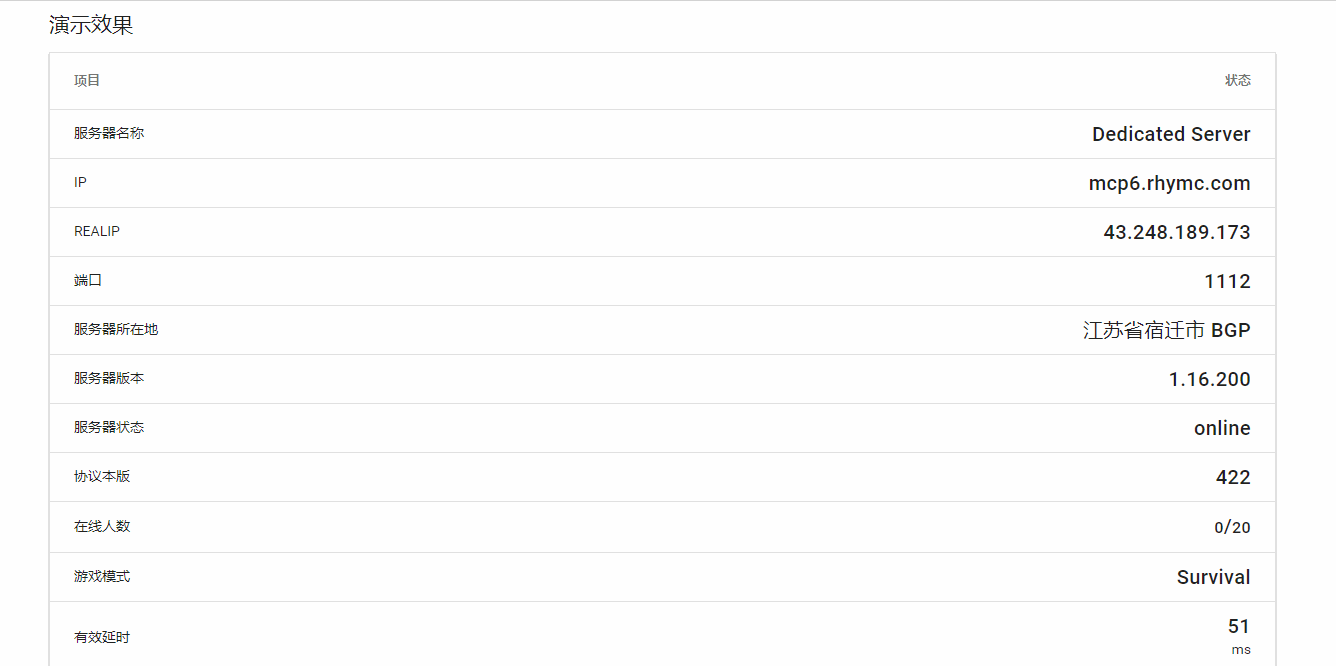 演示效果
项目 状态
服务器名称 Dedicated Server
IP mcp6.rhymc.com
REALIP 43.248.189.173
端口 1112
服务器所在地 江苏省宿迁市 BGP
服务器版本 1.16.200
服务器状态 online
协议本版 422
在线人数 0/20
游戏模式 Survival
有效延时 51
ms